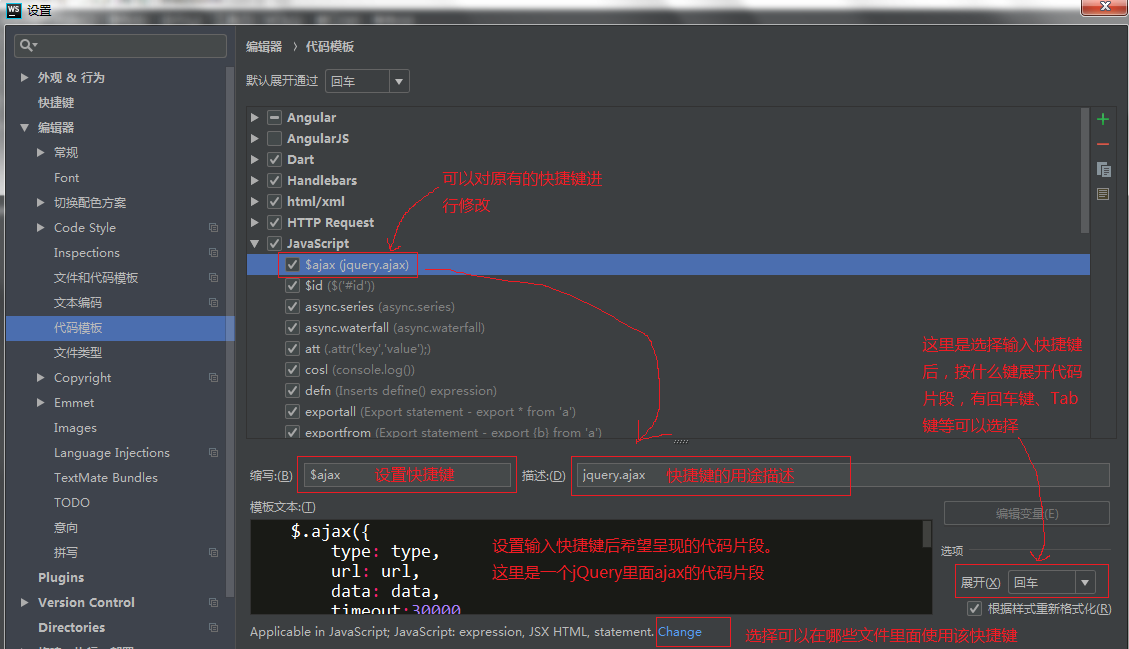 WS 设置
外观 & 行为
快捷键
编辑器
常规
Font
切换配色方案
Code Style
Inspections
文件和代码模板
文本编码
代码模板
文件类型
Copyright
Emmet
Images
Language Injections
TextMate Bundles
TODO
意向
拼写
Plugins
Version Control
Directories
编辑器 › 代码模板
默认展开通过 回车
Angular
AngularJS
Dart
Handlebars
html/xml
HTTP Request
JavaScript
$ajax (jquery.ajax)
$id ($('#id'))
async.series (async.series)
async.waterfall (async.waterfall)
att (.attr('key','value');)
cosl (console.log())
defn (Inserts define() expression)
exportall (Export statement - export * from 'a')
exportfrom (Export statement - export {b} from 'a')
可以对原有的快捷键进
行修改
这里是选择输入快捷键
后，按什么键展开代码
片段，有回车键、Tab
键等可以选择
缩写:(B) $ajax 设置快捷键 描述:(D) jquery.ajax 快捷键的用途描述
模板文本:(T)
$.ajax({
type: type,
url: url,
data: data,
timeout:30000
设置输入快捷键后希望呈现的代码片段。
这里是一个jQuery里面ajax的代码片段
编辑变量(E)
选项
展开(X) 回车
根据样式重新格式化(R)
Applicable in JavaScript; JavaScript: expression, JSX HTML, statement. Change
选择可以在哪些文件里面使用该快捷键